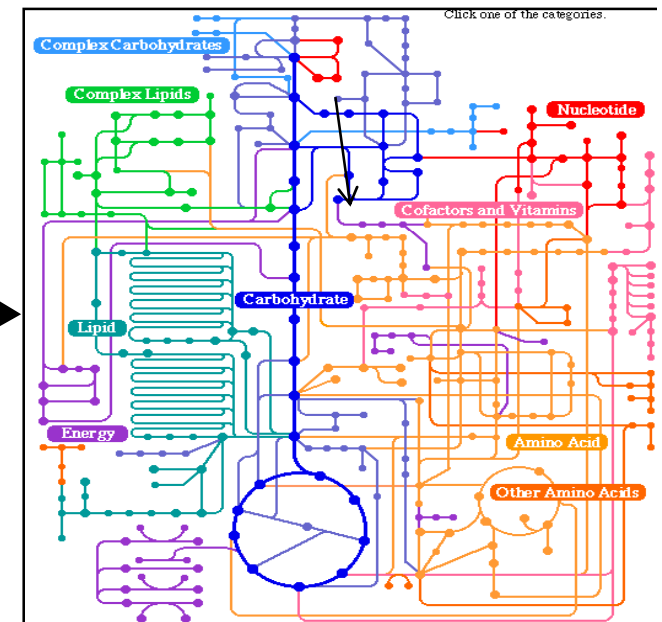 Click one of the categories.
Complex Carbohydrates
Complex Lipids
Nucleotide
Cofactors and Vitamins
Carbohydrate
Lipid
Energy
Amino Acid
Other Amino Acids